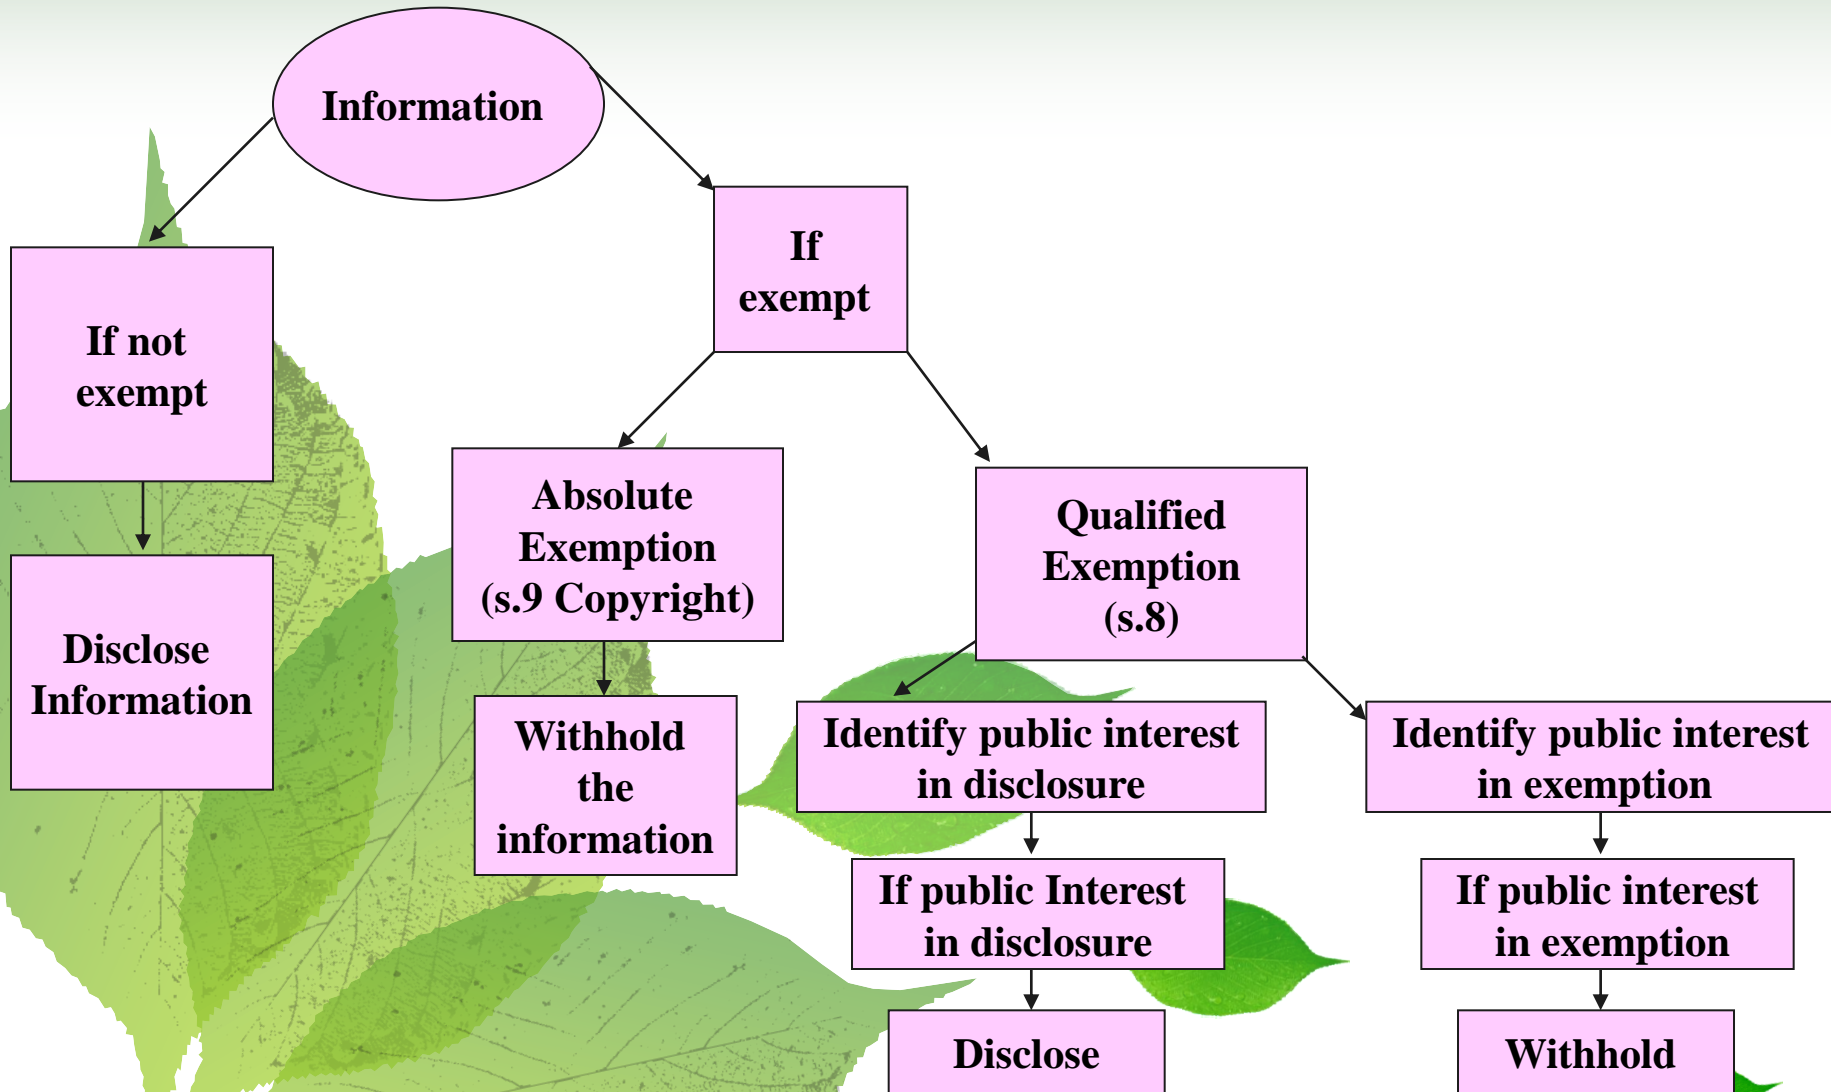 Information
If
exempt
If not
exempt
Absolute
Exemption
(s.9 Copyright)
Qualified
Exemption
(s.8)
Disclose
Information
Withhold
the
information
Identify public interest
in disclosure
Identify public interest
in exemption
If public Interest
in disclosure
If public interest
in exemption
Disclose
Withhold